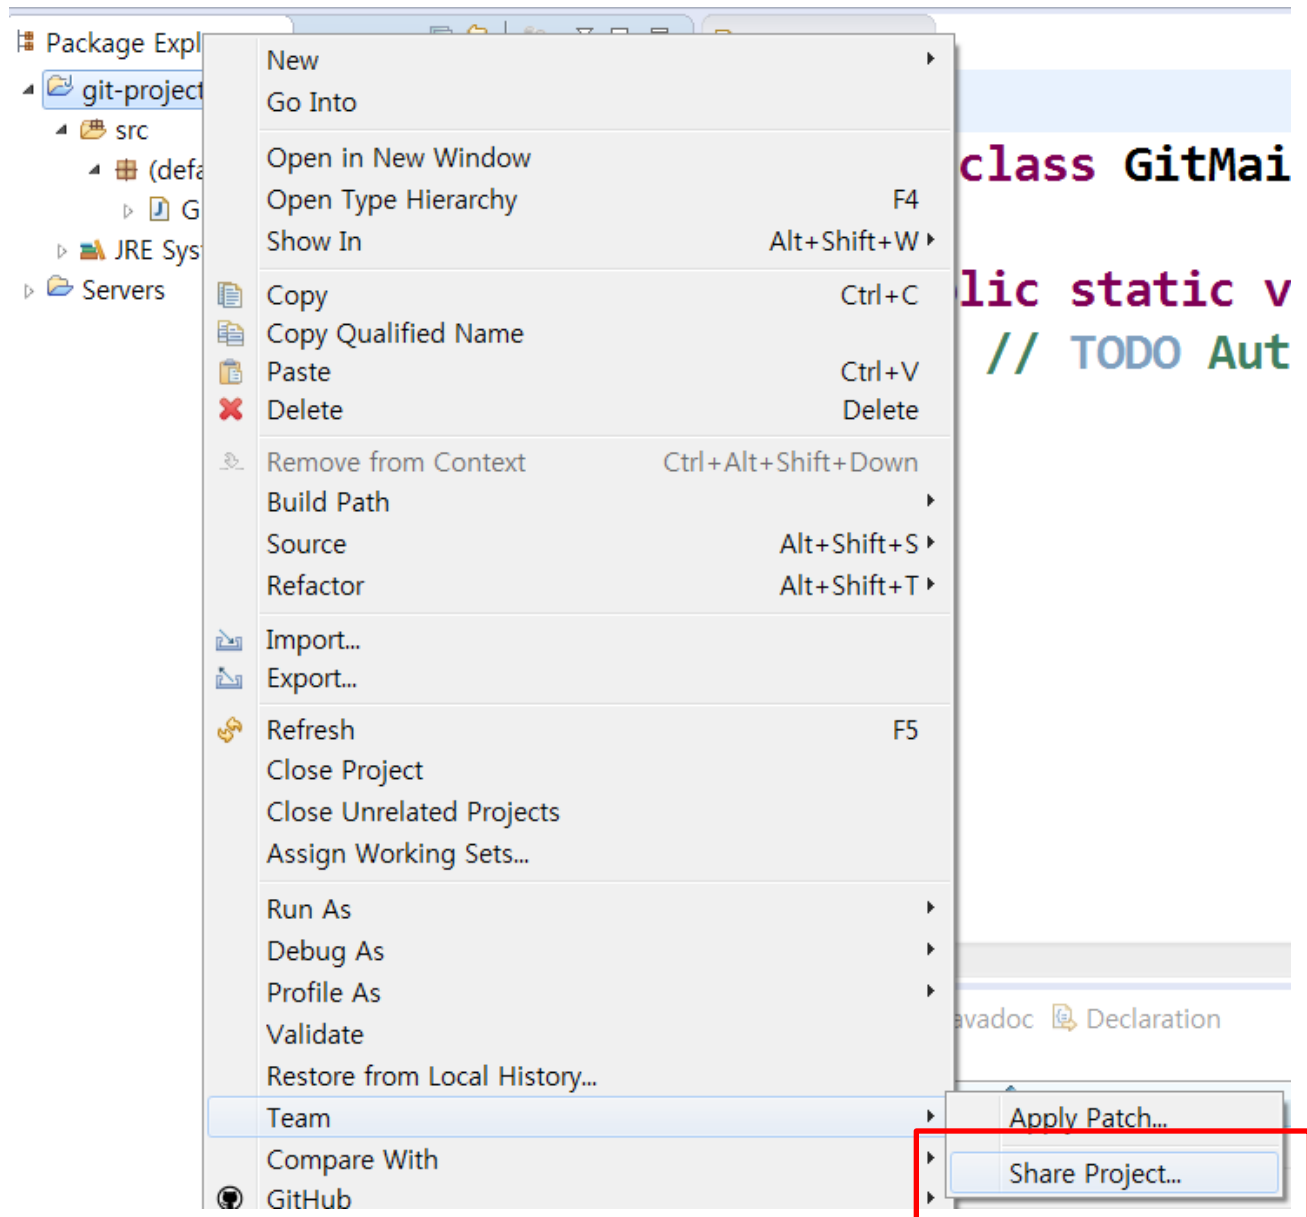 Package Expl
git-project
src
(defa
G
JRE Sys
Servers
New
Go Into
Open in New Window
Open Type Hierarchy F4
Show In Alt+Shift+W
Copy Ctrl+C
Copy Qualified Name
Paste Ctrl+V
Delete Delete
Remove from Context Ctrl+Alt+Shift+Down
Build Path
Source Alt+Shift+S
Refactor Alt+Shift+T
Import...
Export...
Refresh F5
Close Project
Close Unrelated Projects
Assign Working Sets...
Run As
Debug As
Profile As
Validate
Restore from Local History...
Team
Compare With
GitHub
Apply Patch...
Share Project...
class GitMai
lic static v
// TODO Aut
avadoc Declaration